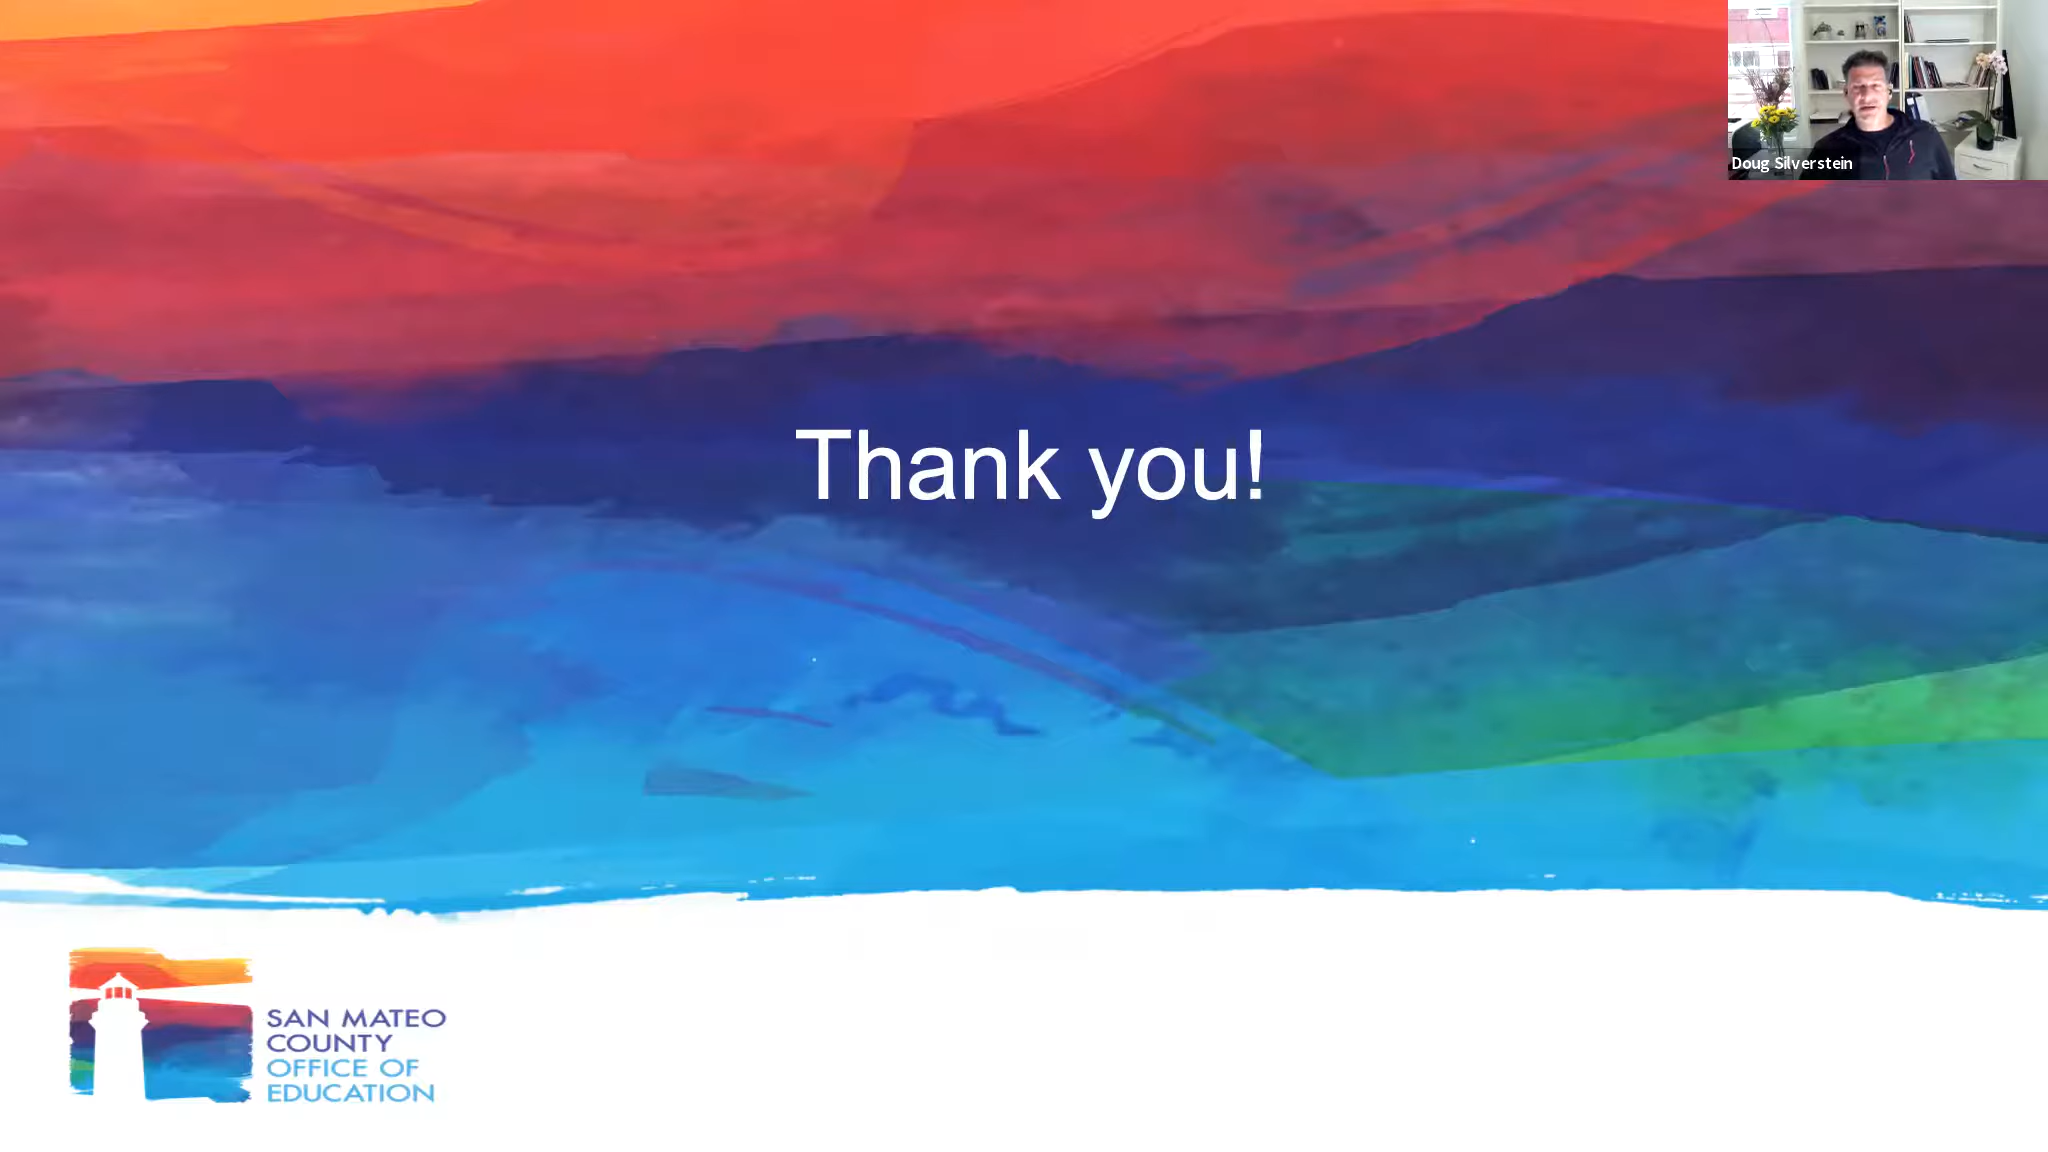 Doug Silverstein
Thank you!
SAN MATEO
COUNTY
OFFICE OF
EDUCATION